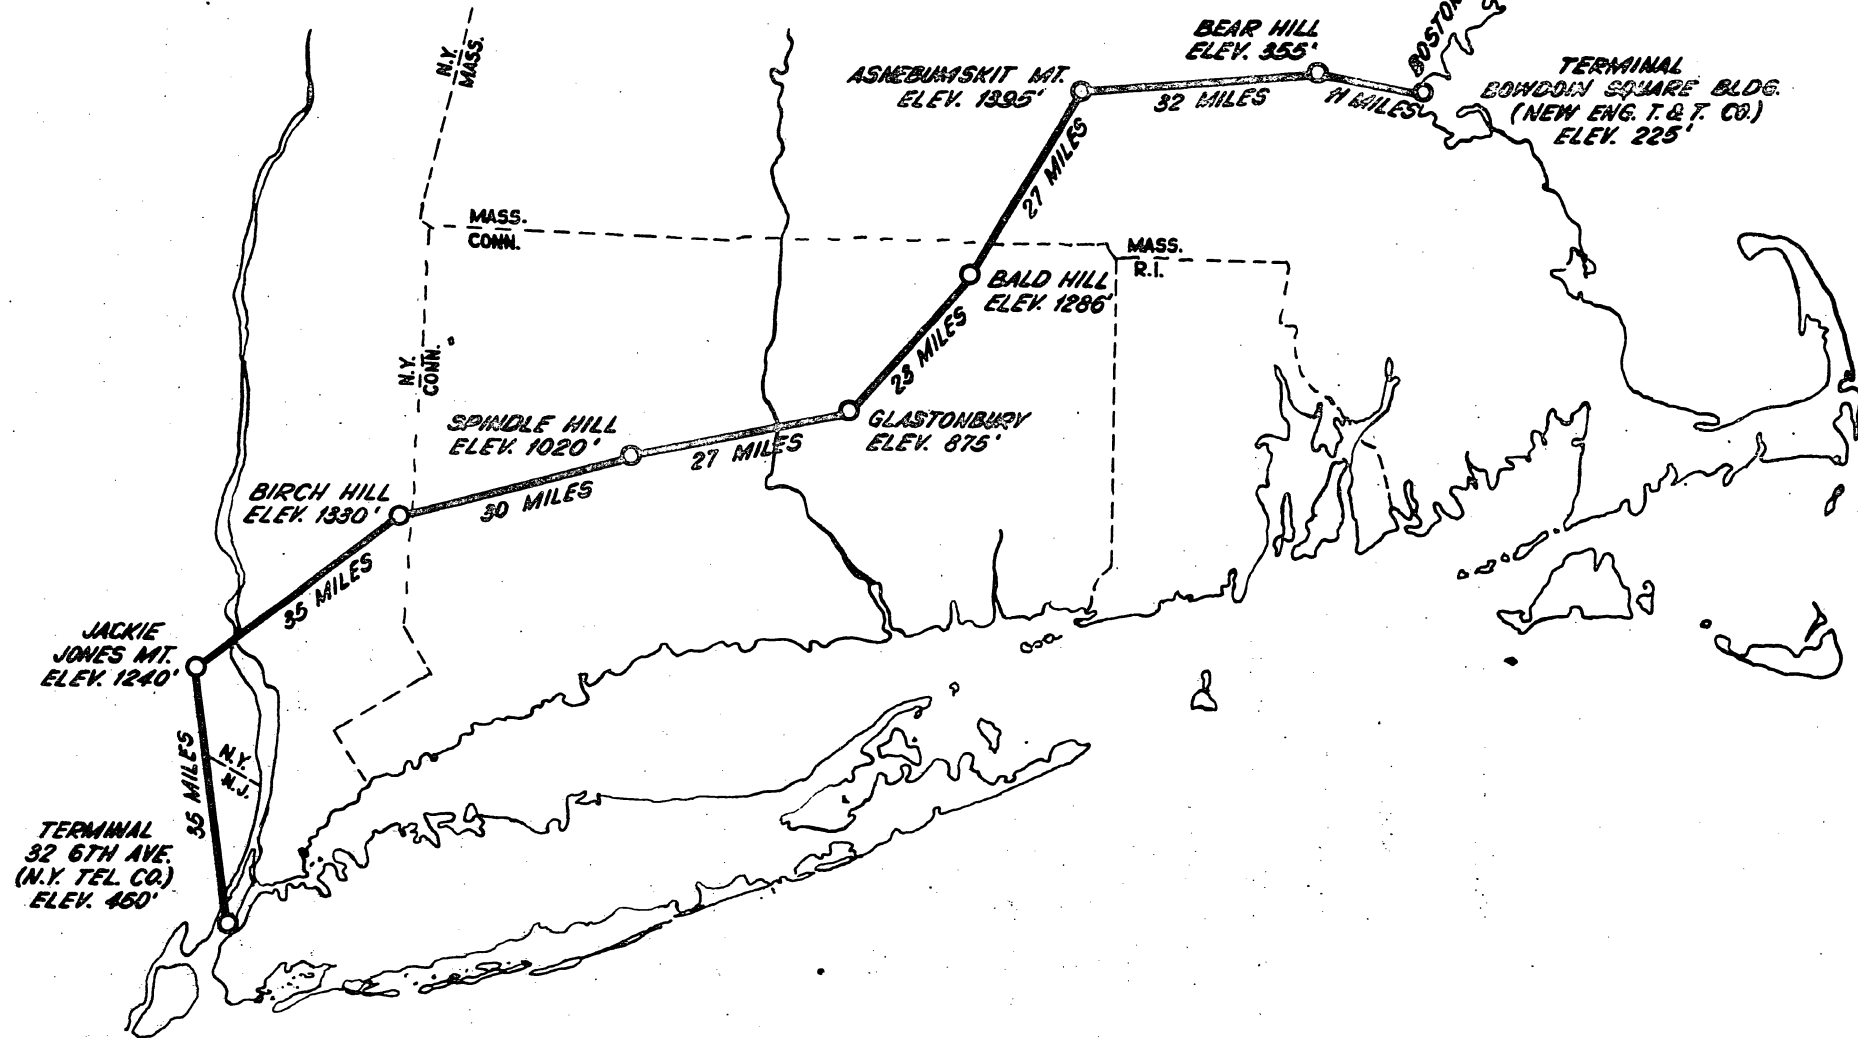 N.Y.
MASS.
BOSTON
BEAR HILL
ELEV. 355'
ASNEBUMSKIT MT.
ELEV. 1395'
32 MILES
11 MILES
TERMINAL
BOWDOIN SQUARE BLDG.
(NEW ENG. T. & T. CO.)
ELEV. 225'
27 MILES
MASS.
CONN.
MASS.
R.I.
BALD HILL
ELEV. 1286'
N.Y.
CONN.
23 MILES
SPINDLE HILL
ELEV. 1020'
GLASTONBURY
ELEV. 875'
27 MILES
BIRCH HILL
ELEV. 1330'
30 MILES
35 MILES
JACKIE
JONES MT.
ELEV. 1240'
35 MILES
N.Y.
N.J.
TERMINAL
32 6TH AVE.
(N.Y. TEL. CO.)
ELEV. 460'